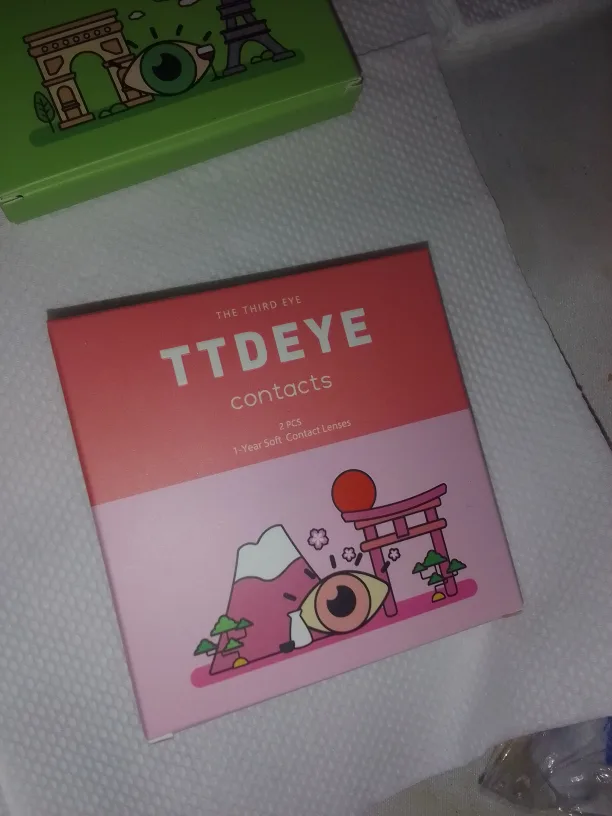 THE THIRD EYE
TTDEYE
contacts
2 PCS
1-Year Soft Contact Lenses